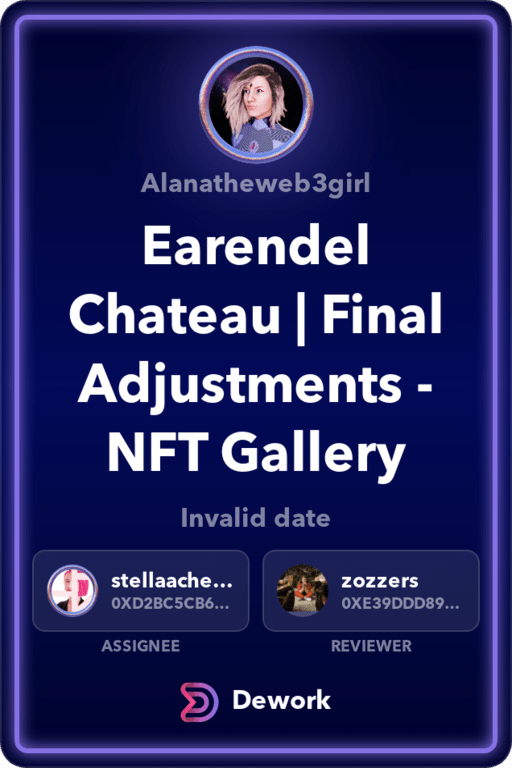 Alanatheweb3girl
Earendel
Chateau | Final
Adjustments -
NFT Gallery
Invalid date
stellaache...
0XD2BC5CB6...
ASSIGNEE
zozzers
0XE39DDD89...
REVIEWER
Dework